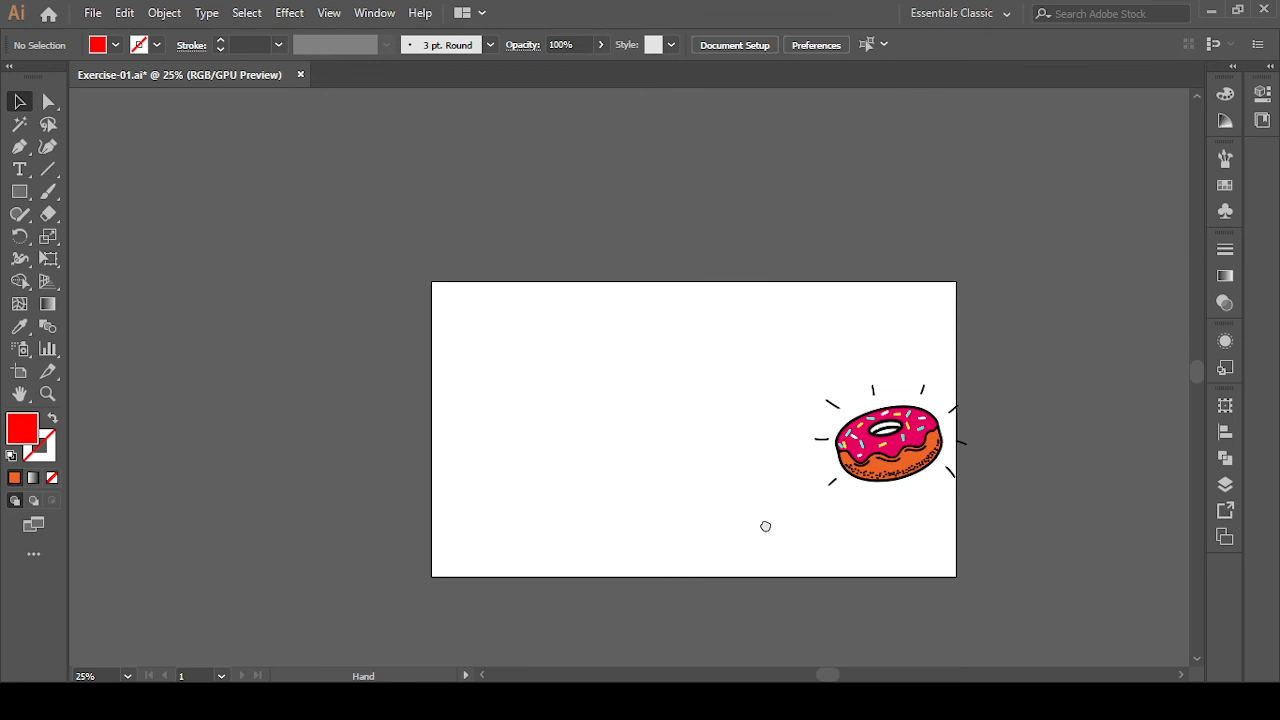 Ai File Edit Object Type Select Effect View Window Help Essentials Classic Search Adobe Stock
No Selection Stroke: 3 pt. Round Opacity: 100% Style: Document Setup Preferences
Exercise-01.ai* @ 25% (RGB/GPU Preview)
T
25% 1 Hand